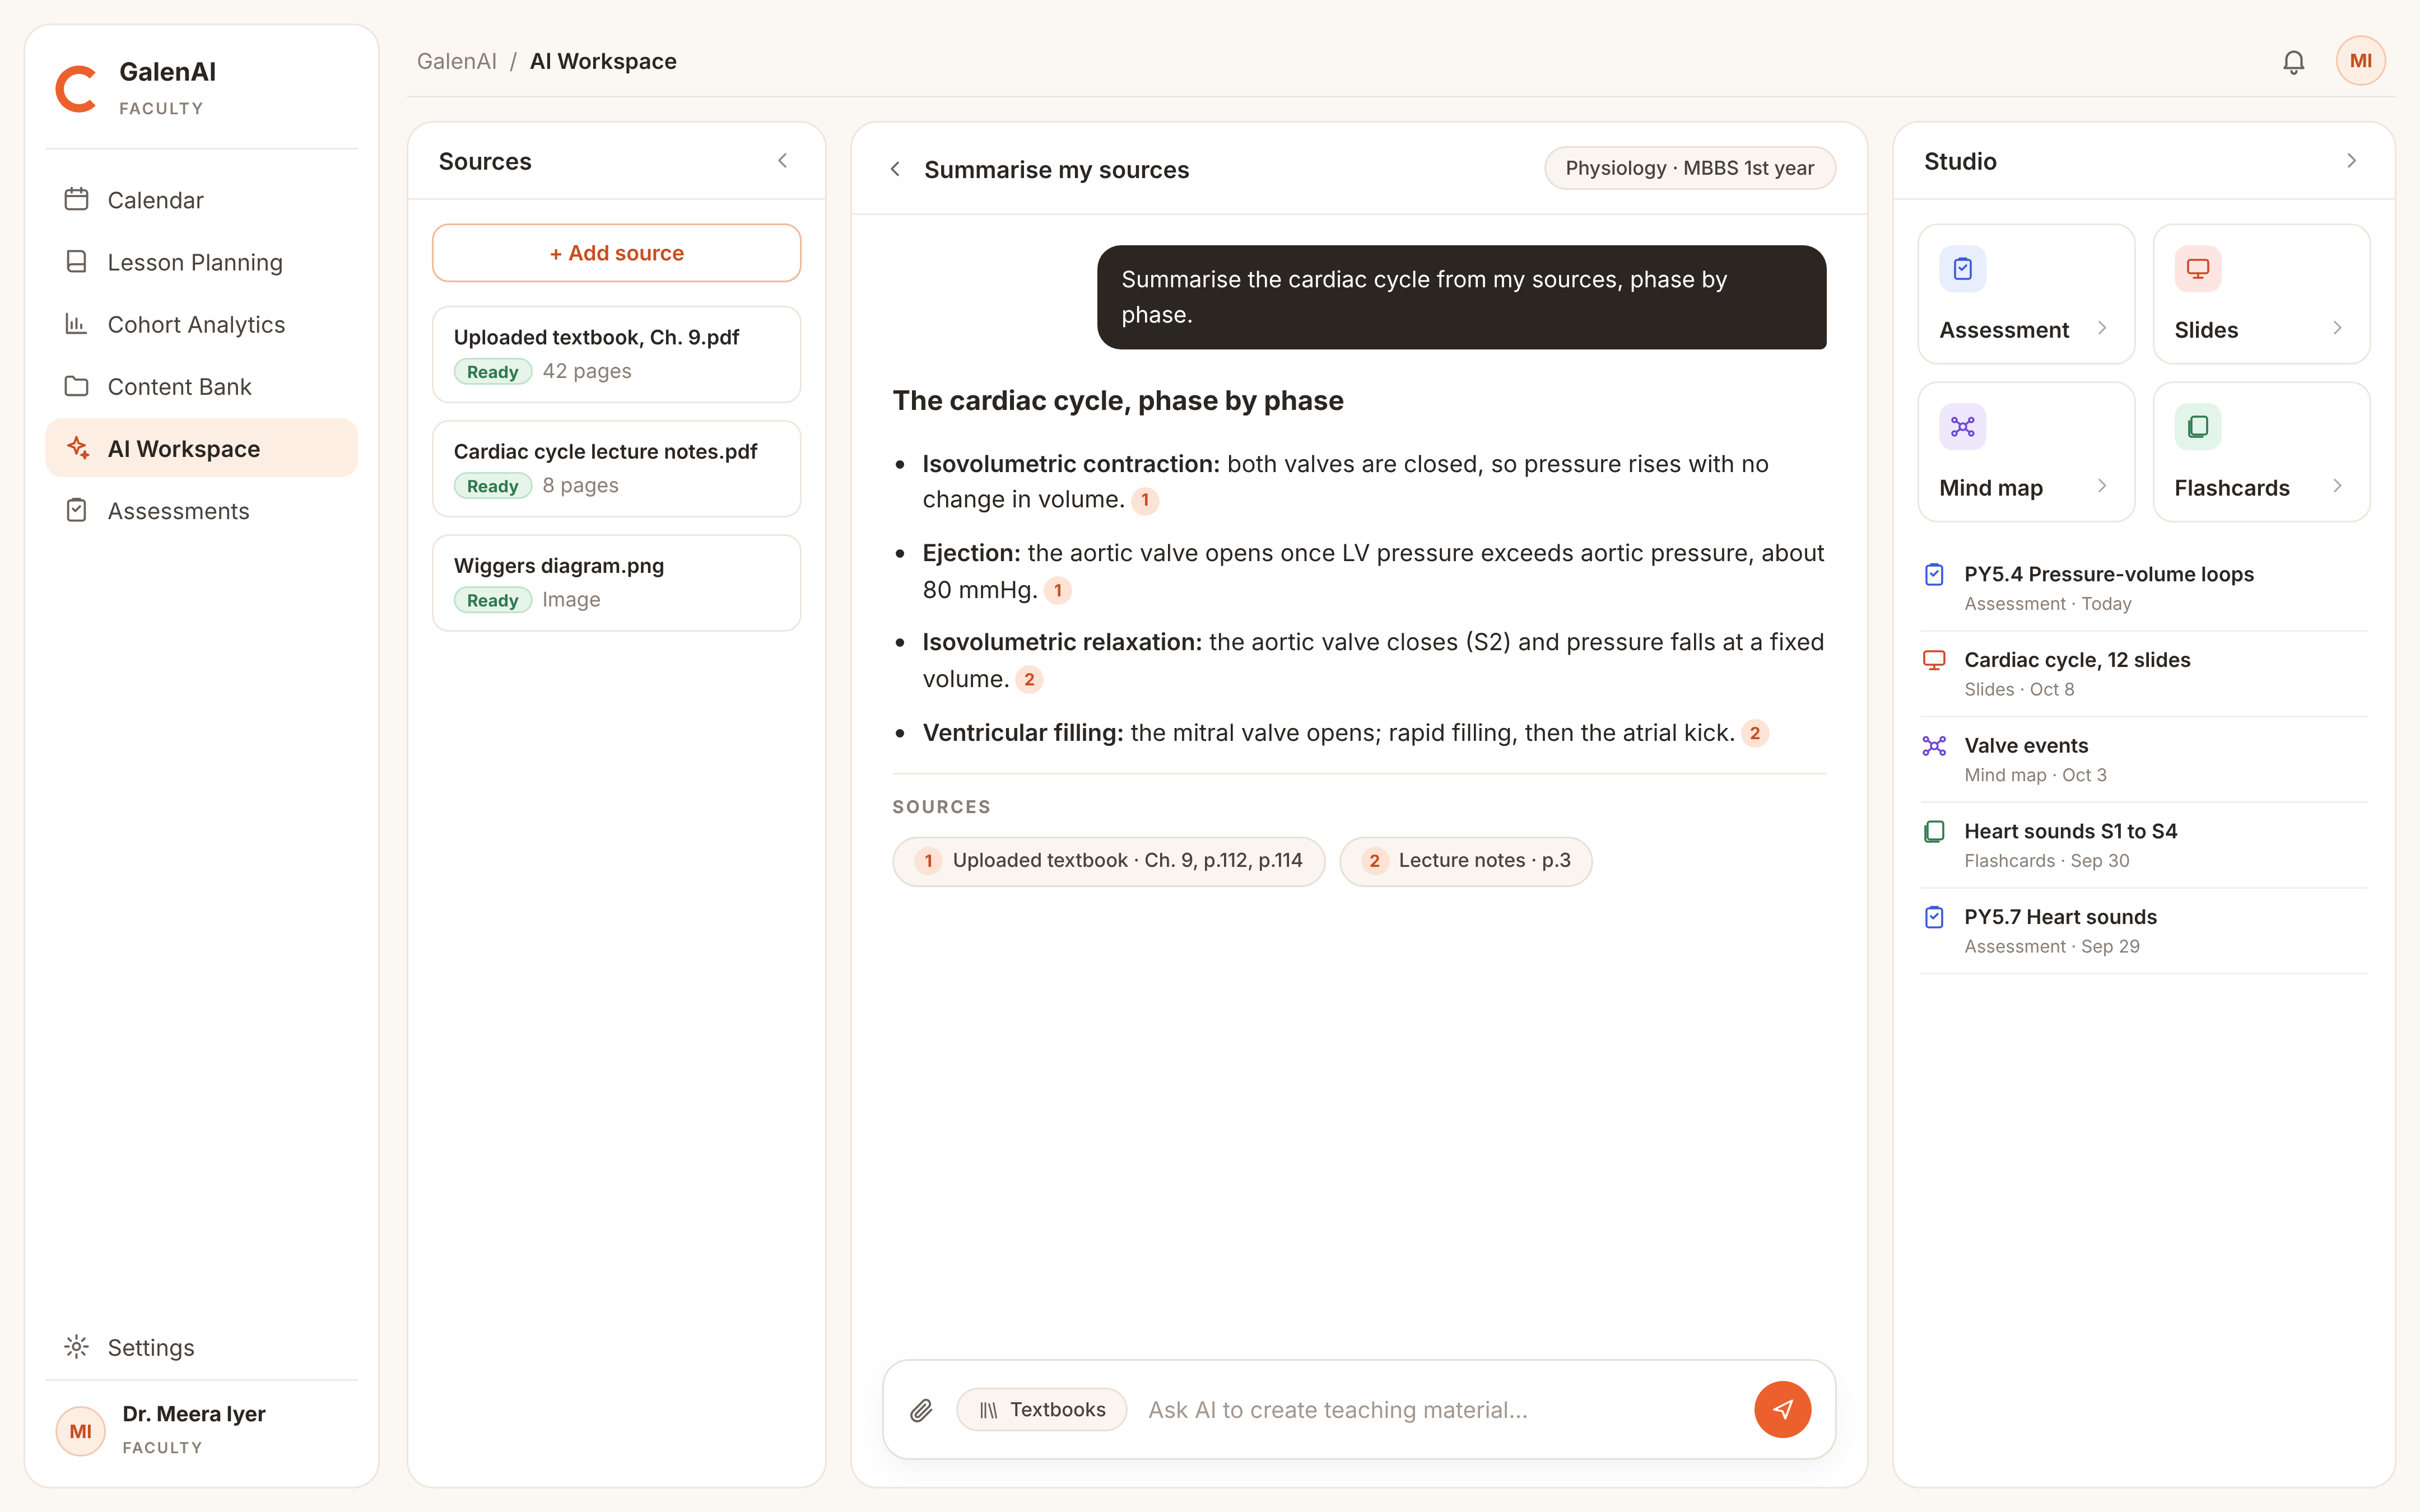 GalenAI
FACULTY
Calendar
Lesson Planning
Cohort Analytics
Content Bank
AI Workspace
Assessments
Settings
MI
Dr. Meera Iyer
FACULTY
GalenAI / AI Workspace
MI
Sources
+ Add source
Uploaded textbook, Ch. 9.pdf
Ready 42 pages
Cardiac cycle lecture notes.pdf
Ready 8 pages
Wiggers diagram.png
Ready Image
Summarise my sources
Physiology · MBBS 1st year
Summarise the cardiac cycle from my sources, phase by
phase.
The cardiac cycle, phase by phase
• Isovolumetric contraction: both valves are closed, so pressure rises with no
change in volume. 1
• Ejection: the aortic valve opens once LV pressure exceeds aortic pressure, about
80 mmHg. 1
• Isovolumetric relaxation: the aortic valve closes (S2) and pressure falls at a fixed
volume. 2
• Ventricular filling: the mitral valve opens; rapid filling, then the atrial kick. 2
SOURCES
1 Uploaded textbook · Ch. 9, p.112, p.114
2 Lecture notes · p.3
Textbooks
Ask AI to create teaching material...
Studio
Assessment
Slides
Mind map
Flashcards
PY5.4 Pressure-volume loops
Assessment · Today
Cardiac cycle, 12 slides
Slides · Oct 8
Valve events
Mind map · Oct 3
Heart sounds S1 to S4
Flashcards · Sep 30
PY5.7 Heart sounds
Assessment · Sep 29